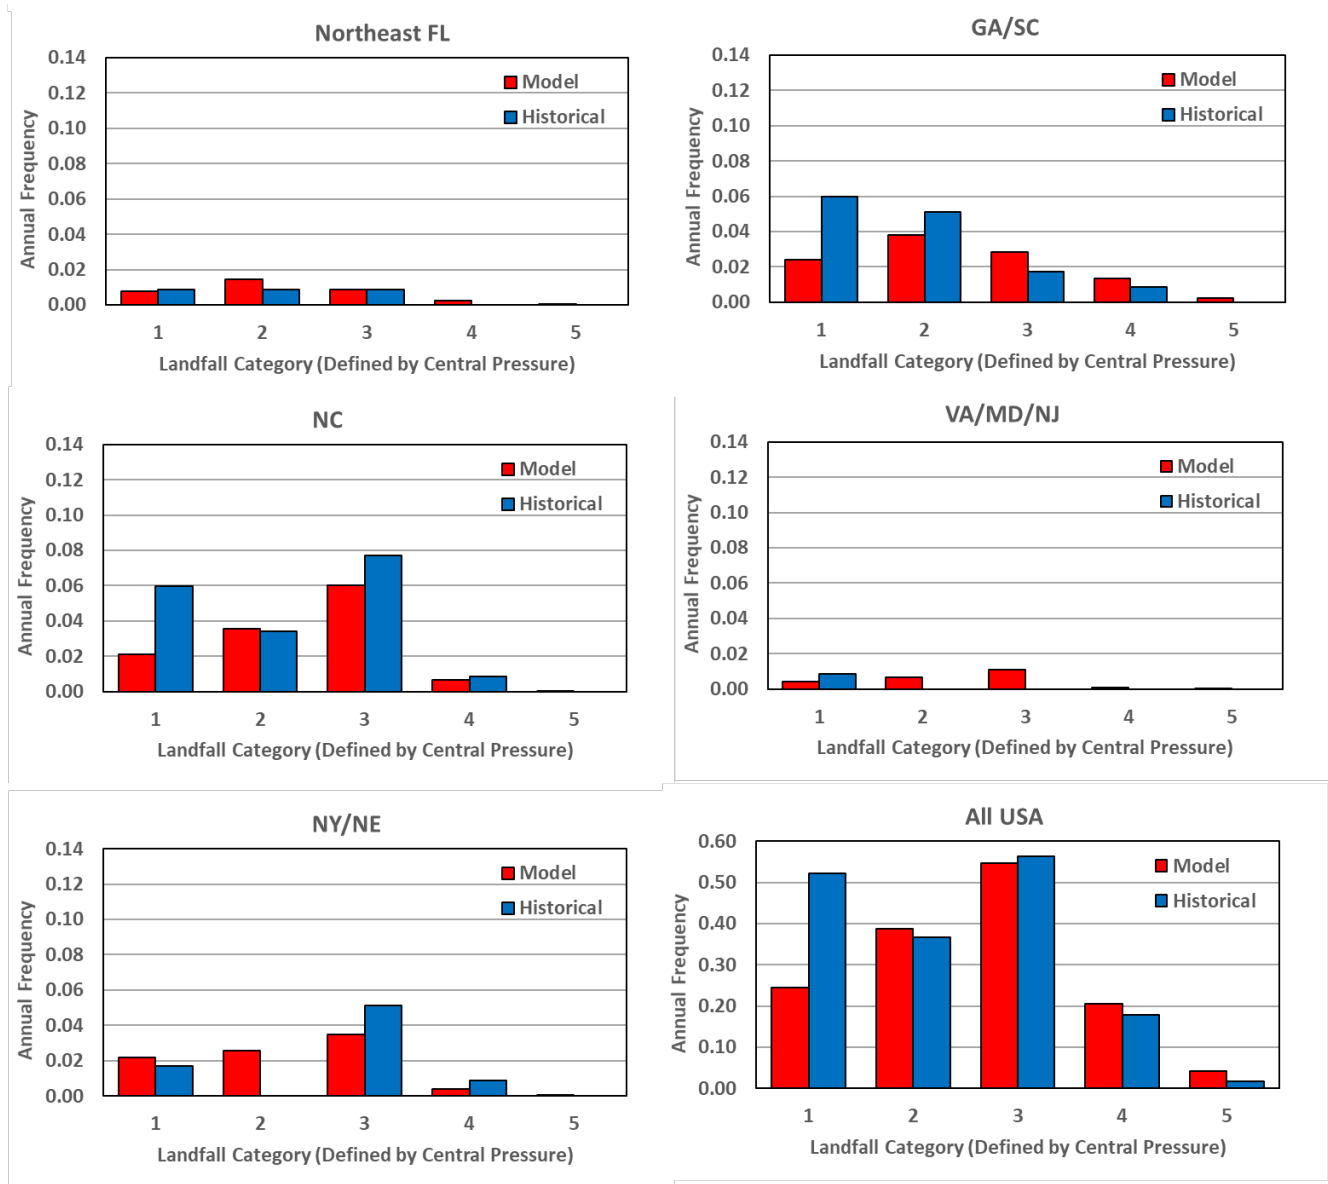 Northeast FL
0.14
0.12
0.10
0.08
0.06
0.04
0.02
0.00
Annual Frequency
Model
Historical
1 2 3 4 5
Landfall Category (Defined by Central Pressure)
GA/SC
0.14
0.12
0.10
0.08
0.06
0.04
0.02
0.00
Annual Frequency
Model
Historical
1 2 3 4 5
Landfall Category (Defined by Central Pressure)
NC
0.14
0.12
0.10
0.08
0.06
0.04
0.02
0.00
Annual Frequency
Model
Historical
1 2 3 4 5
Landfall Category (Defined by Central Pressure)
VA/MD/NJ
0.14
0.12
0.10
0.08
0.06
0.04
0.02
0.00
Annual Frequency
Model
Historical
1 2 3 4 5
Landfall Category (Defined by Central Pressure)
NY/NE
0.14
0.12
0.10
0.08
0.06
0.04
0.02
0.00
Annual Frequency
Model
Historical
1 2 3 4 5
Landfall Category (Defined by Central Pressure)
All USA
0.60
0.50
0.40
0.30
0.20
0.10
0.00
Annual Frequency
Model
Historical
1 2 3 4 5
Landfall Category (Defined by Central Pressure)